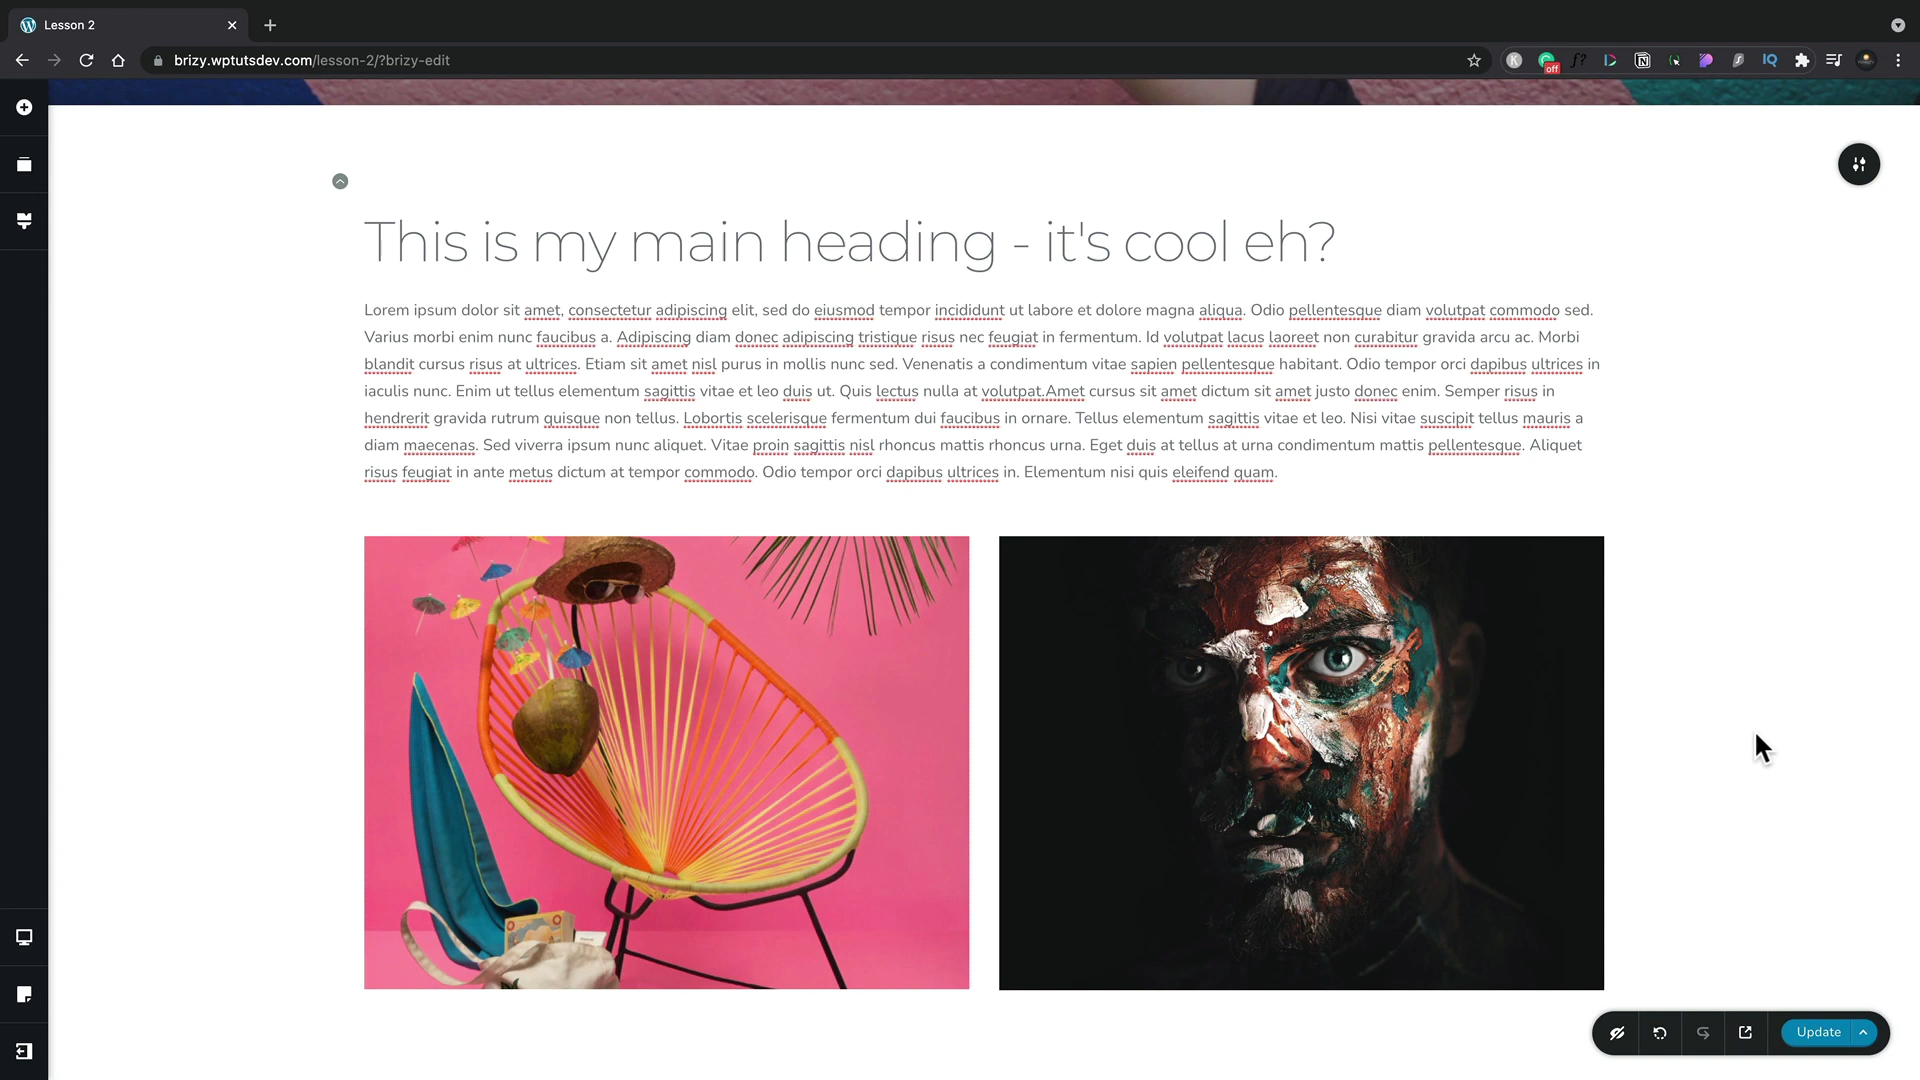 Lesson 2
brizy.wptutsdev.com/lesson-2/?brizy-edit
off
f?
IQ
This is my main heading - it's cool eh?
Lorem ipsum dolor sit amet, consectetur adipiscing elit, sed do eiusmod tempor incididunt ut labore et dolore magna aliqua. Odio pellentesque diam volutpat commodo sed.
Varius morbi enim nunc faucibus a. Adipiscing diam donec adipiscing tristique risus nec feugiat in fermentum. Id volutpat lacus laoreet non curabitur gravida arcu ac. Morbi
blandit cursus risus at ultrices. Etiam sit amet nisl purus in mollis nunc sed. Venenatis a condimentum vitae sapien pellentesque habitant. Odio tempor orci dapibus ultrices in
iaculis nunc. Enim ut tellus elementum sagittis vitae et leo duis ut. Quis lectus nulla at volutpat.Amet cursus sit amet dictum sit amet justo donec enim. Semper risus in
hendrerit gravida rutrum quisque non tellus. Lobortis scelerisque fermentum dui faucibus in ornare. Tellus elementum sagittis vitae et leo. Nisi vitae suscipit tellus mauris a
diam maecenas. Sed viverra ipsum nunc aliquet. Vitae proin sagittis nisl rhoncus mattis rhoncus urna. Eget duis at tellus at urna condimentum mattis pellentesque. Aliquet
risus feugiat in ante metus dictum at tempor commodo. Odio tempor orci dapibus ultrices in. Elementum nisi quis eleifend quam.
Update